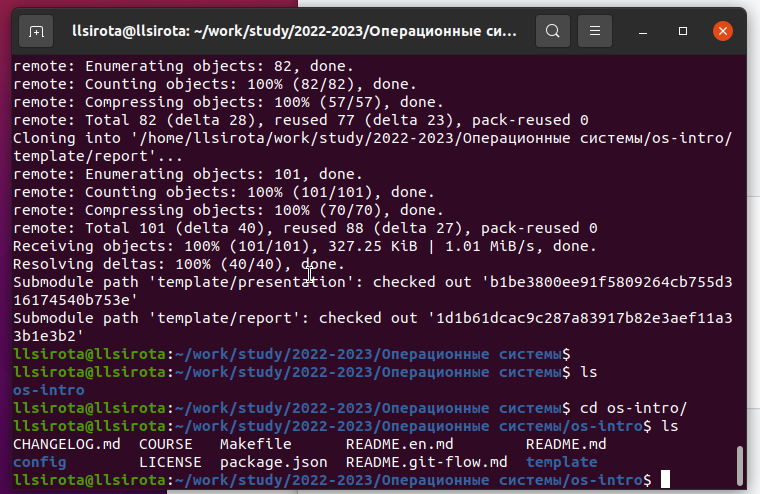 llsirota@llsirota: ~/work/study/2022-2023/Операционные си...
remote: Enumerating objects: 82, done.
remote: Counting objects: 100% (82/82), done.
remote: Compressing objects: 100% (57/57), done.
remote: Total 82 (delta 28), reused 77 (delta 23), pack-reused 0
Cloning into '/home/llsirota/work/study/2022-2023/Операционные системы/os-intro/
template/report'...
remote: Enumerating objects: 101, done.
remote: Counting objects: 100% (101/101), done.
remote: Compressing objects: 100% (70/70), done.
remote: Total 101 (delta 40), reused 88 (delta 27), pack-reused 0
Receiving objects: 100% (101/101), 327.25 KiB | 1.01 MiB/s, done.
Resolving deltas: 100% (40/40), done.
Submodule path 'template/presentation': checked out 'b1be3800ee91f5809264cb755d3
16174540b753e'
Submodule path 'template/report': checked out '1d1b61dcac9c287a83917b82e3aef11a3
3b1e3b2'
llsirota@llsirota:~/work/study/2022-2023/Операционные системы$
llsirota@llsirota:~/work/study/2022-2023/Операционные системы$ ls
os-intro
llsirota@llsirota:~/work/study/2022-2023/Операционные системы$ cd os-intro/
llsirota@llsirota:~/work/study/2022-2023/Операционные системы/os-intro$ ls
CHANGELOG.md  COURSE   Makefile      README.en.md        README.md
config        LICENSE  package.json  README.git-flow.md  template
llsirota@llsirota:~/work/study/2022-2023/Операционные системы/os-intro$